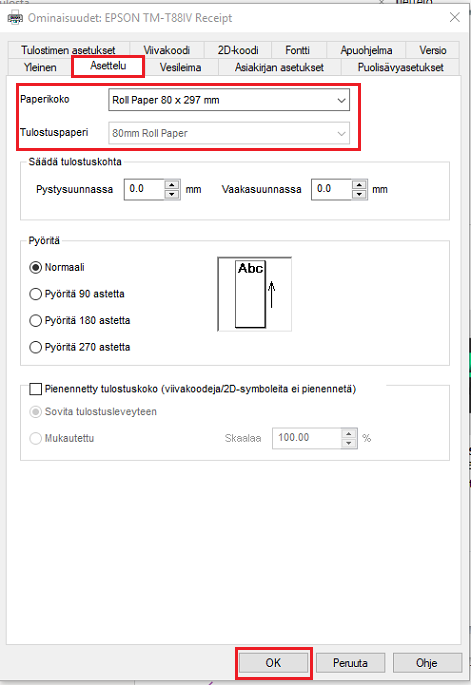 Ominaisuudet: EPSON TM-T88IV Receipt
Tulostimen asetukset Viivakoodi 2D-koodi Fontti Apuohjelma Versio
Yleinen Asettelu Vesileima Asiakirjan asetukset Puolisävyasetukset
Paperikoko Roll Paper 80 x 297 mm
Tulostuspaperi 80mm Roll Paper
Säädä tulostuskohta
Pystysuunnassa 0.0 mm Vaakasuunnassa 0.0 mm
Pyöritä
Normaali
Abc
Pyöritä 90 astetta
Pyöritä 180 astetta
Pyöritä 270 astetta
Pienennetty tulostuskoko (viivakoodeja/2D-symboleita ei pienennetä)
Sovita tulostusleveyteen
Mukautettu Skaalaa 100.00 %
OK Peruuta Ohje